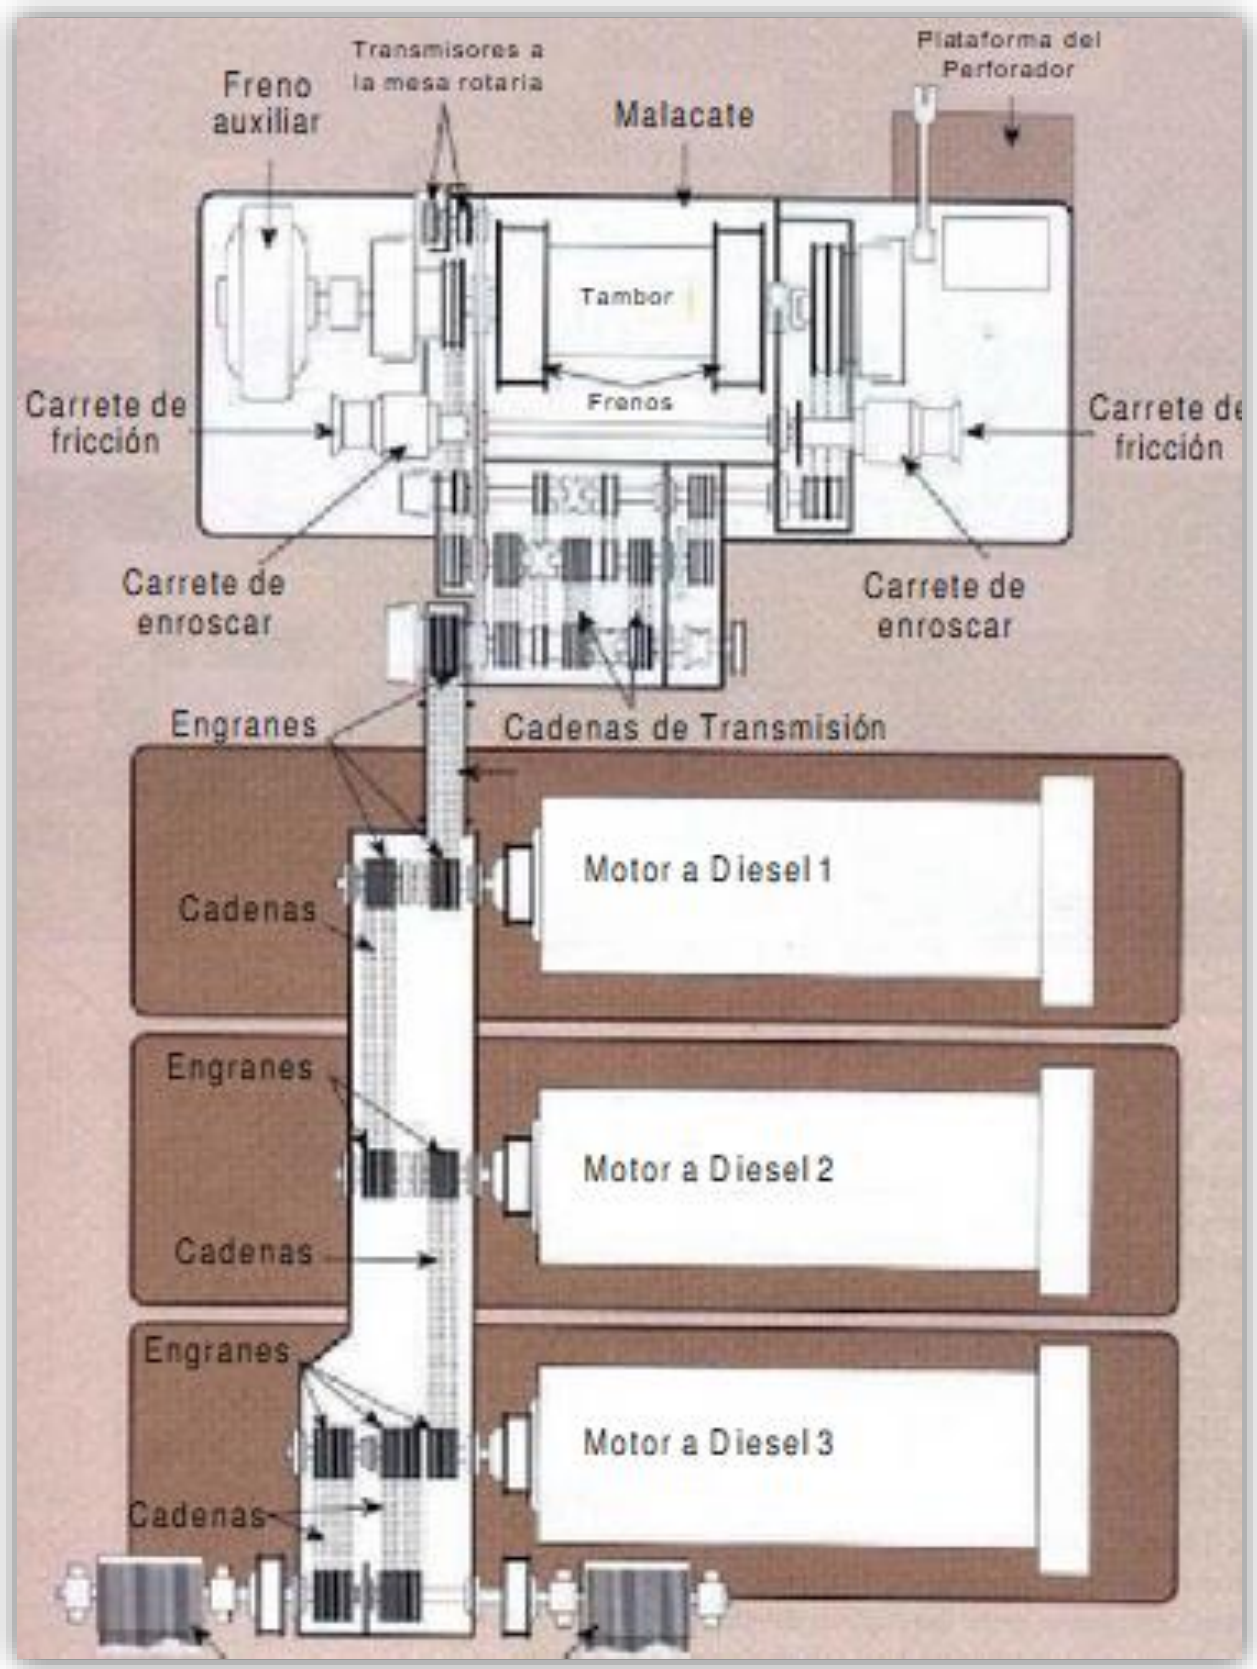 Transmisores a
la mesa rotaria
Plataforma del
Perforador
Freno
auxiliar
Malacate
Tambor
Frenos
Carrete de
fricción
Carrete de
fricción
Carrete de
enroscar
Carrete de
enroscar
Engranes
Cadenas de Transmisión
Motor a Diesel 1
Cadenas
Engranes
Motor a Diesel 2
Cadenas
Engranes
Motor a Diesel 3
Cadenas